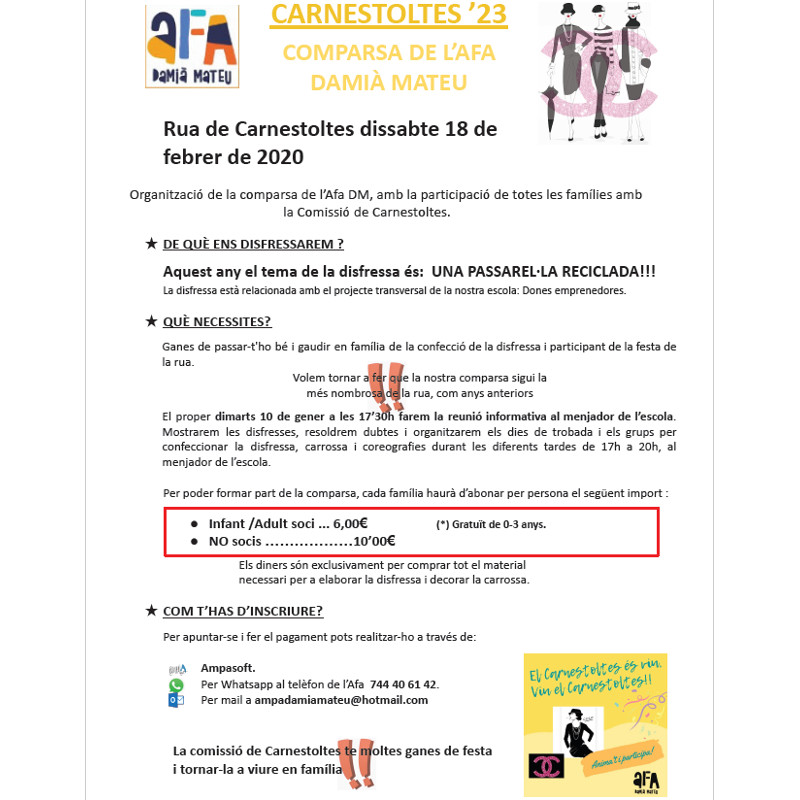 aFA
DAMIÀ MATEU
CARNESTOLTES ’23
COMPARSA DE L’AFA
DAMIÀ MATEU
Rua de Carnestoltes dissabte 18 de
febrer de 2020
Organització de la comparsa de l’Afa DM, amb la participació de totes les famílies amb
la Comissió de Carnestoltes.
★ DE QUÈ ENS DISFRESSAREM ?
Aquest any el tema de la disfressa és: UNA PASSAREL·LA RECICLADA!!!
La disfressa està relacionada amb el projecte transversal de la nostra escola: Dones emprenedores.
★ QUÈ NECESSITES?
Ganes de passar-t'ho bé i gaudir en família de la confecció de la disfressa i participant de la festa de
la rua.
Volem tornar a fer que la nostra comparsa sigui la
més nombrosa de la rua, com anys anteriors
El proper dimarts 10 de gener a les 17’30h farem la reunió informativa al menjador de l’escola.
Mostrarem les disfresses, resoldrem dubtes i organitzarem els dies de trobada i els grups per
confeccionar la disfressa, carrossa i coreografies durant les diferents tardes de 17h a 20h, al
menjador de l’escola.
Per poder formar part de la comparsa, cada família haurà d’abonar per persona el següent import :
● Infant /Adult soci ... 6,00€ (*) Gratuït de 0-3 anys.
● NO socis ...................10’00€
Els diners són exclusivament per comprar tot el material
necessari per a elaborar la disfressa i decorar la carrossa.
★ COM T’HAS D’INSCRIURE?
Per apuntar-se i fer el pagament pots realitzar-ho a través de:
Ampasoft.
Per Whatsapp al telèfon de l’Afa 744 40 61 42.
Per mail a ampadamiamateu@hotmail.com
La comissió de Carnestoltes te moltes ganes de festa
i tornar-la a viure en família
El Carnestoltes és viu.
Viu el Carnestoltes!!
Anima't i participa!
aFA
DAMIÀ MATEU